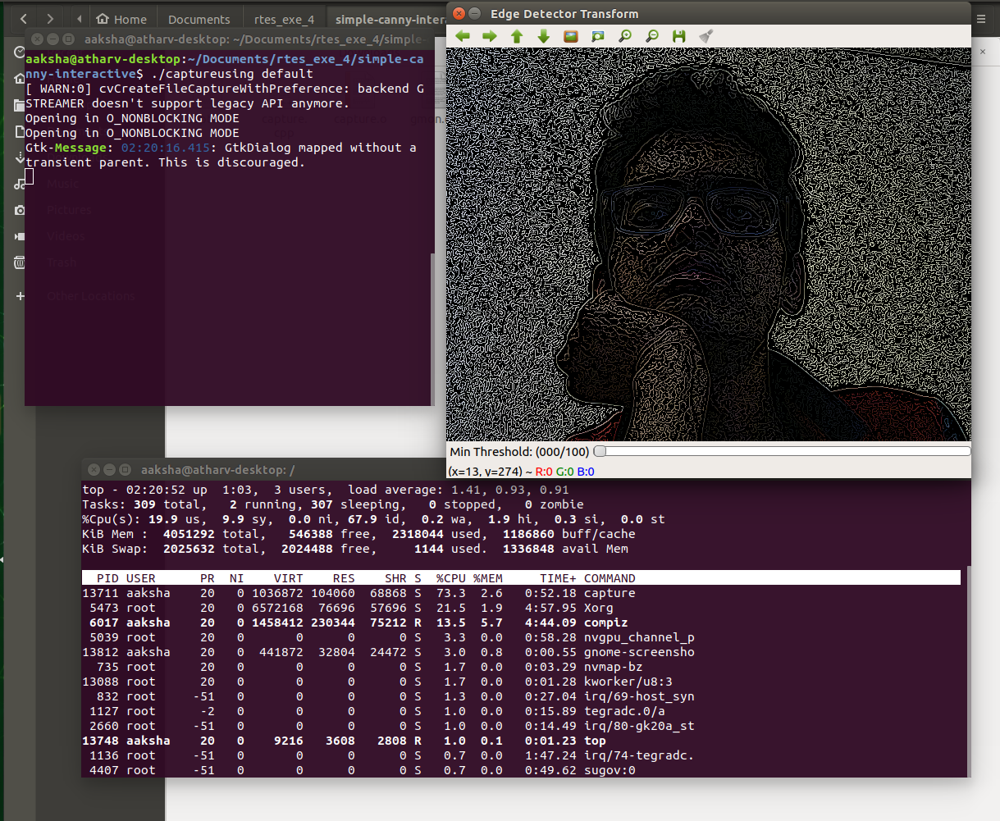 Home
Documents
rtes_exe_4
simple-canny-inter
aaksha@atharv-desktop: ~/Documents/rtes_exe_4/simple-
aaksha@atharv-desktop:~/Documents/rtes_exe_4/simple-ca
nny-interactive$ ./captureusing default
[ WARN:0] cvCreateFileCaptureWithPreference: backend G
STREAMER doesn't support legacy API anymore.
Opening in O_NONBLOCKING MODE
Opening in O_NONBLOCKING MODE
Gtk-Message: 02:20:16.415: GtkDialog mapped without a
transient parent. This is discouraged.
Music
Pictures
Videos
Trash
Other Locations
Edge Detector Transform
Min Threshold: (000/100)
(x=13, y=274) ~ R:0 G:0 B:0
aaksha@atharv-desktop: /
top - 02:20:52 up  1:03,  3 users,  load average: 1.41, 0.93, 0.91
Tasks: 309 total,   2 running, 307 sleeping,   0 stopped,   0 zombie
%Cpu(s): 19.9 us,  9.9 sy,  0.0 ni, 67.9 id,  0.2 wa,  1.9 hi,  0.3 si,  0.0 st
KiB Mem :  4051292 total,   546388 free,  2318044 used,  1186860 buff/cache
KiB Swap:  2025632 total,  2024488 free,     1144 used.  1336848 avail Mem
PID USER PR NI VIRT RES SHR S %CPU %MEM TIME+ COMMAND
13711 aaksha 20 0 1036872 104060 68868 S 73.3 2.6 0:52.18 capture
5473 root 20 0 6572168 76696 57696 S 21.5 1.9 4:57.95 Xorg
6017 aaksha 20 0 1458412 230344 75212 R 13.5 5.7 4:44.09 compiz
5039 root 20 0 0 0 0 S 3.3 0.0 0:58.28 nvgpu_channel_p
13812 aaksha 20 0 441872 32804 24472 S 3.0 0.8 0:00.55 gnome-screensho
735 root 20 0 0 0 0 S 1.7 0.0 0:03.29 nvmap-bz
13088 root 20 0 0 0 0 S 1.7 0.0 0:01.28 kworker/u8:3
832 root -51 0 0 0 0 S 1.3 0.0 0:27.04 irq/69-host_syn
1127 root -2 0 0 0 0 S 1.0 0.0 0:15.89 tegradc.0/a
2660 root -51 0 0 0 0 S 1.0 0.0 0:14.49 irq/80-gk20a_st
13748 aaksha 20 0 9216 3608 2808 R 1.0 0.1 0:01.23 top
1136 root -51 0 0 0 0 S 0.7 0.0 1:47.24 irq/74-tegradc.
4407 root -51 0 0 0 0 S 0.7 0.0 0:49.62 sugov:0